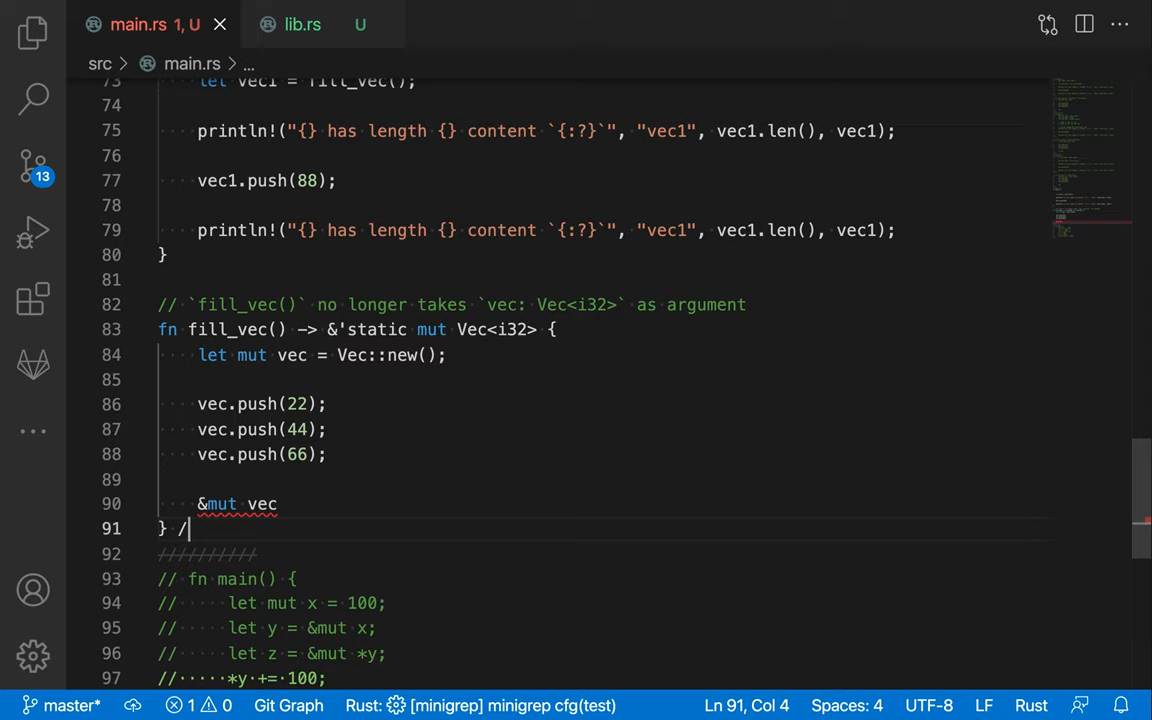 main.rs 1, U
lib.rs U
src > main.rs > ...
73 let vec1 = fill_vec();
74
75 println!("{} has length {} content `{:?}`", "vec1", vec1.len(), vec1);
76
77 vec1.push(88);
78
79 println!("{} has length {} content `{:?}`", "vec1", vec1.len(), vec1);
80 }
81
82 // `fill_vec()` no longer takes `vec: Vec<i32>` as argument
83 fn fill_vec() -> &'static mut Vec<i32> {
84 let mut vec = Vec::new();
85
86 vec.push(22);
87 vec.push(44);
88 vec.push(66);
89
90 &mut vec
91 } /
92 //////////
93 // fn main() {
94 // let mut x = 100;
95 // let y = &mut x;
96 // let z = &mut *y;
97 // *y += 100;
13
master* 1 0 Git Graph Rust: [minigrep] minigrep cfg(test) Ln 91, Col 4 Spaces: 4 UTF-8 LF Rust